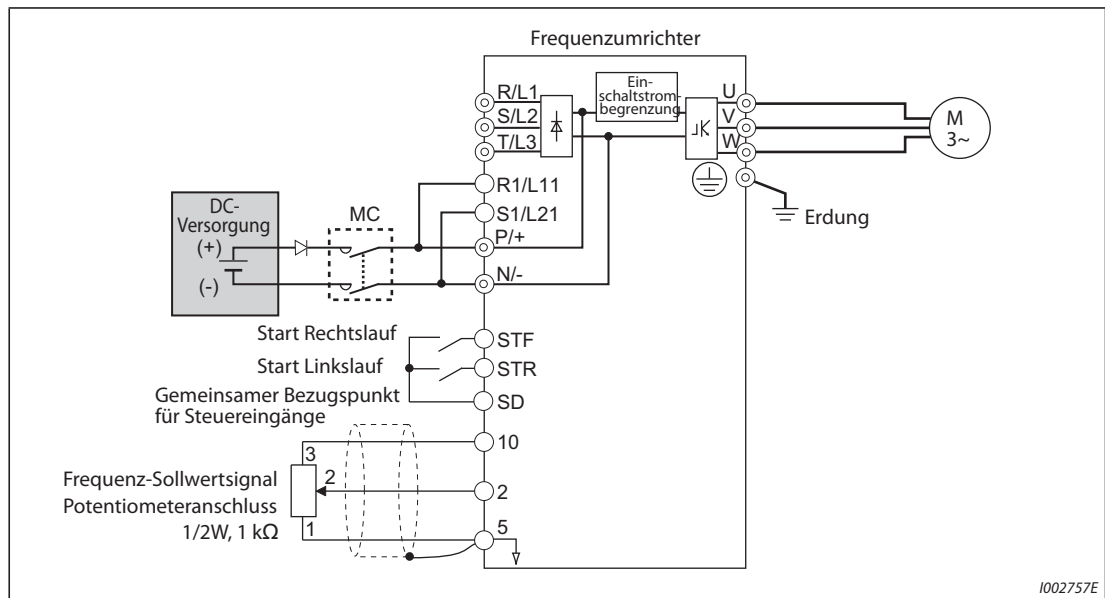 Frequenzumrichter
Ein-
schaltstrom-
begrenzung
R/L1
S/L2
T/L3
U
V
W
M
3~
R1/L11
S1/L21
P/+
N/-
Erdung
DC-
Versorgung
(+)
(-)
MC
Start Rechtslauf
STF
Start Linkslauf
STR
Gemeinsamer Bezugspunkt
für Steuereingänge
SD
10
3
Frequenz-Sollwertsignal
Potentiometeranschluss
1/2W, 1 kΩ
2
2
1
5
I002757E